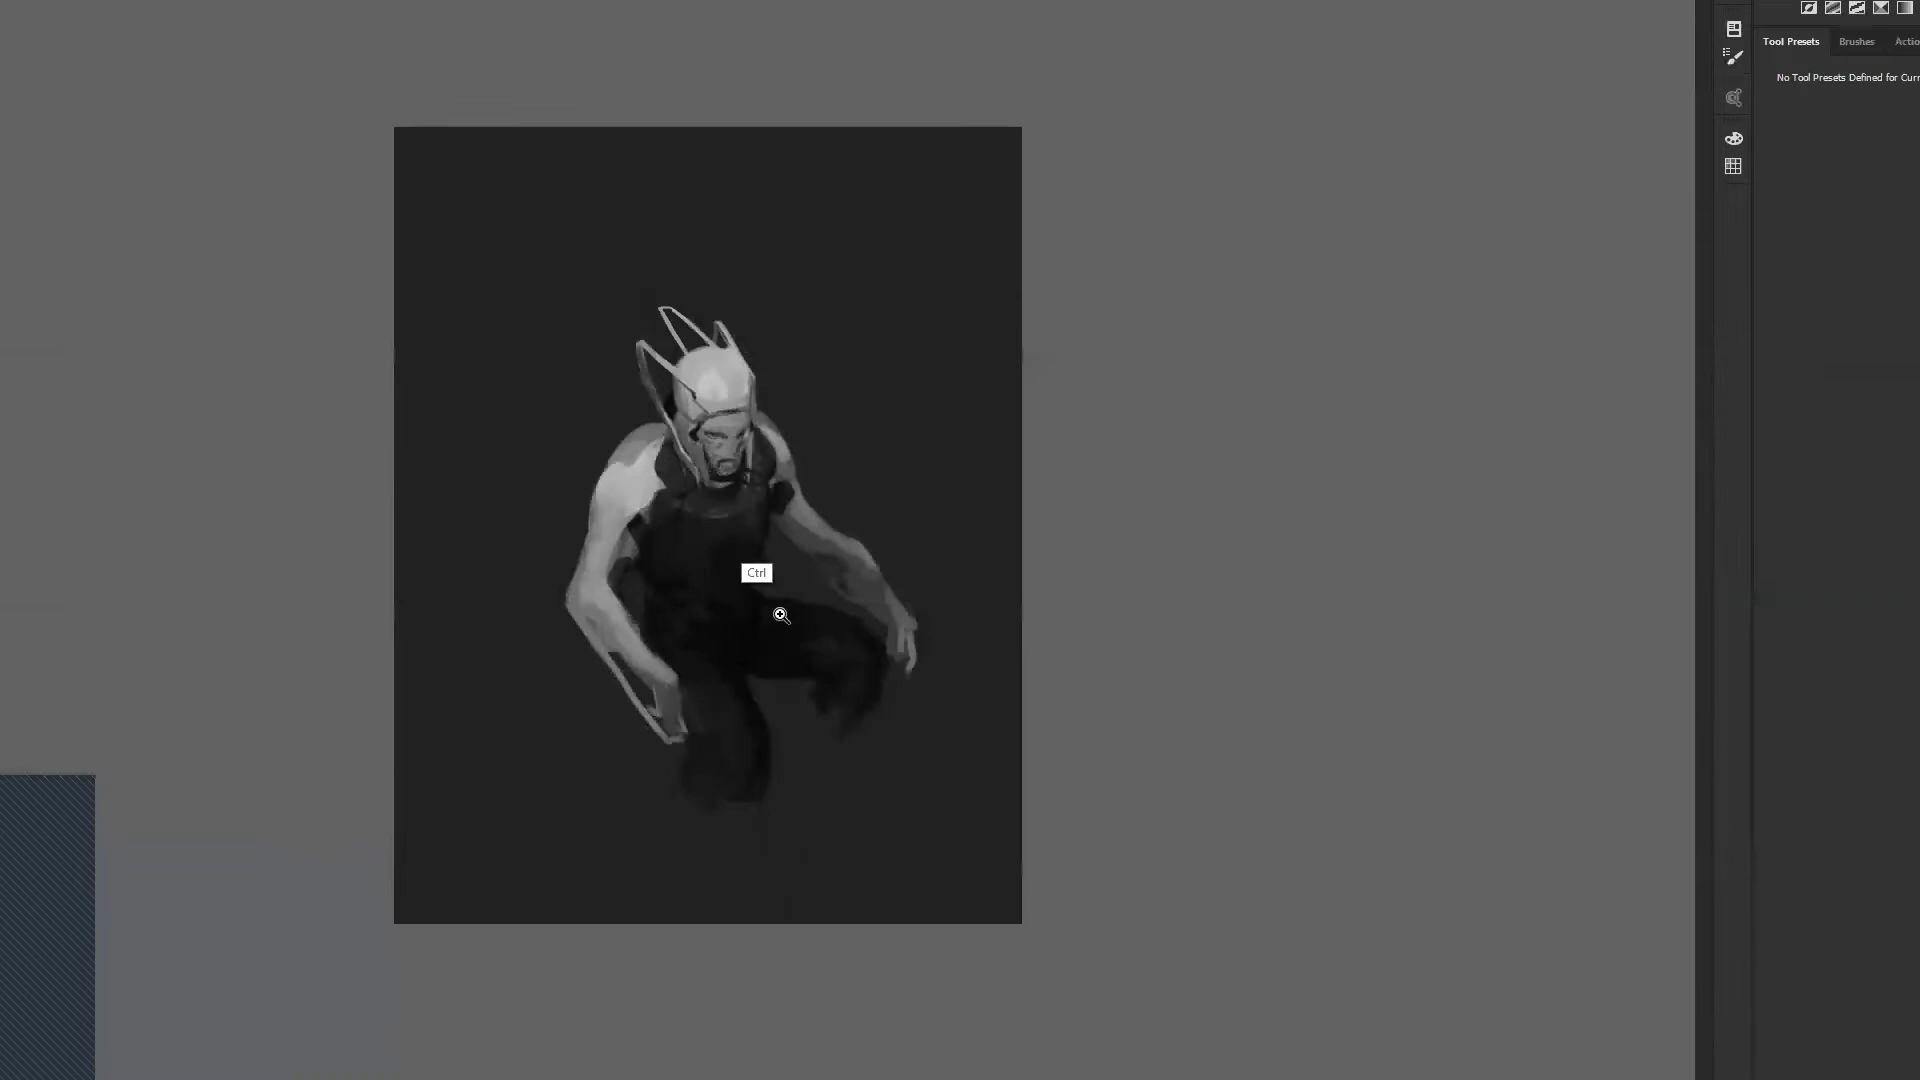 Tool Presets Brushes Actio
No Tool Presets Defined for Curr
Ctrl